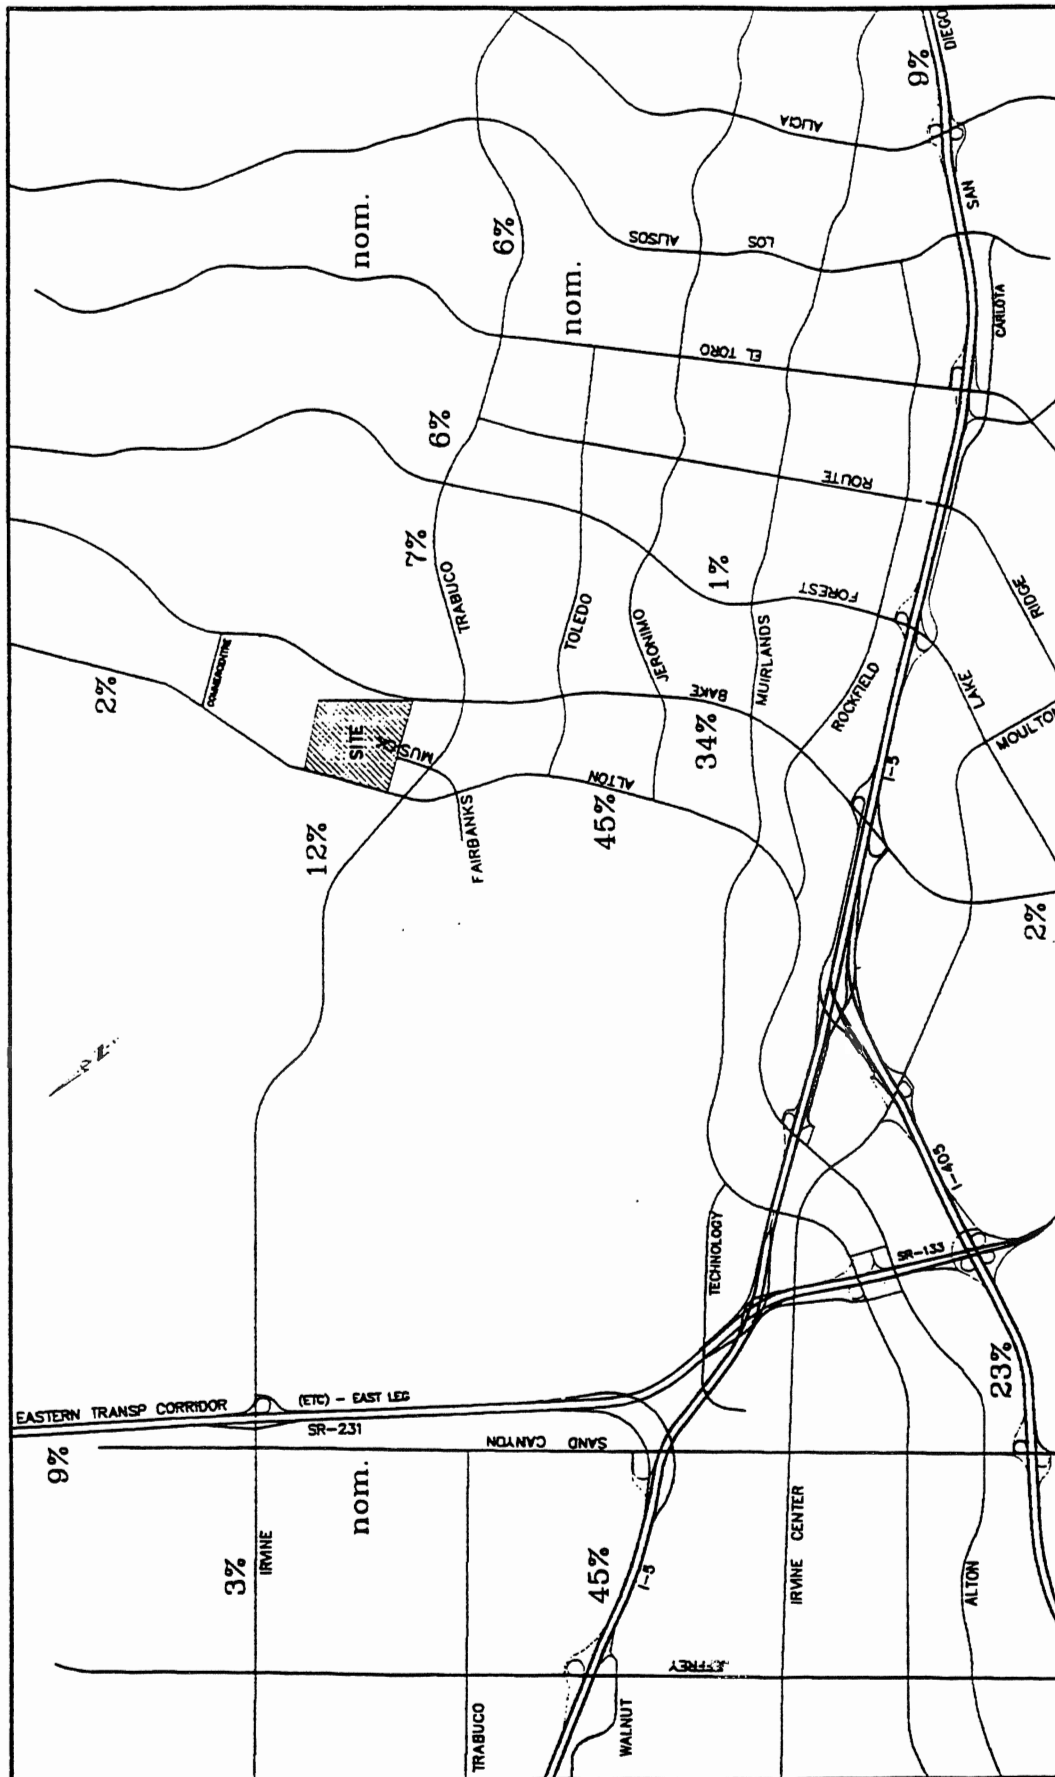 DIEGO
9%
ALICIA
SAN
nom.
6%
LOS
ALISOS
nom.
CARLOTA
EL TORO
6%
ROUTE
7%
TRABUCO
1%
FOREST
RIDGE
TOLEDO
JERONIMO
MUIRLANDS
COMMERCENTRE
2%
BAKE
ROCKFIELD
LAKE
MOULTON
SITE
MUSICK
34%
I-5
ALTON
45%
12%
FAIRBANKS
2%
I-405
TECHNOLOGY
SR-133
23%
EASTERN TRANSP CORRIDOR
(ETC) - EAST LEG
SR-231
SAND CANYON
9%
nom.
3%
IRVINE
45%
I-5
IRVINE CENTER
ALTON
JEFFREY
TRABUCO
WALNUT